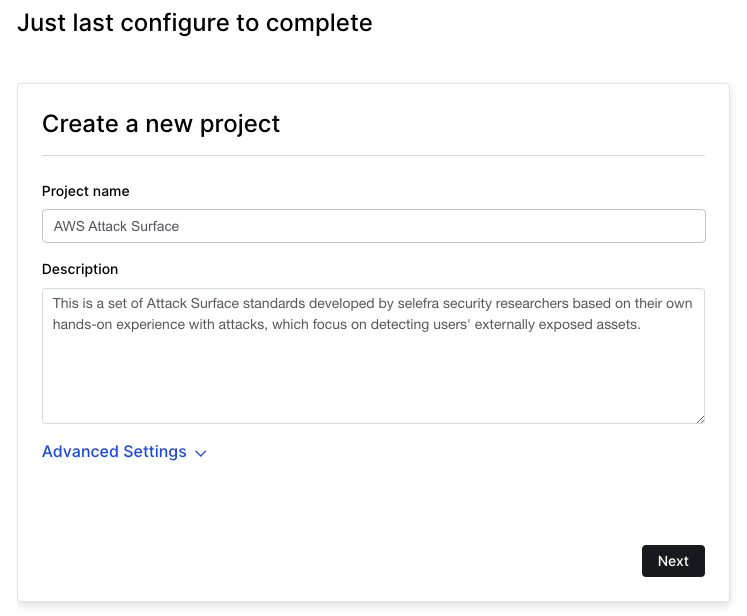 Just last configure to complete
Create a new project
Project name
AWS Attack Surface
Description
This is a set of Attack Surface standards developed by selefra security researchers based on their own
hands-on experience with attacks, which focus on detecting users' externally exposed assets.
Advanced Settings
Next